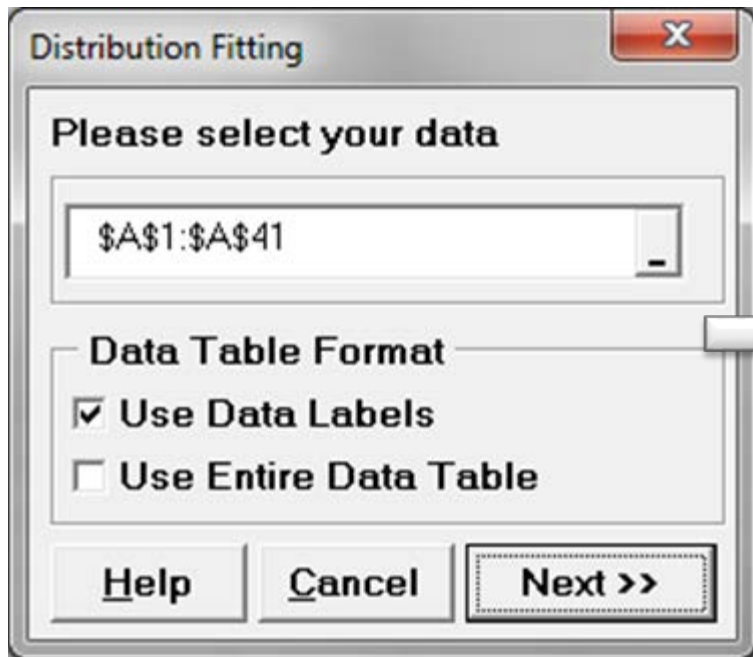 Distribution Fitting
Please select your data
$A$1:$A$41
Data Table Format
Use Data Labels
Use Entire Data Table
Help Cancel Next >>